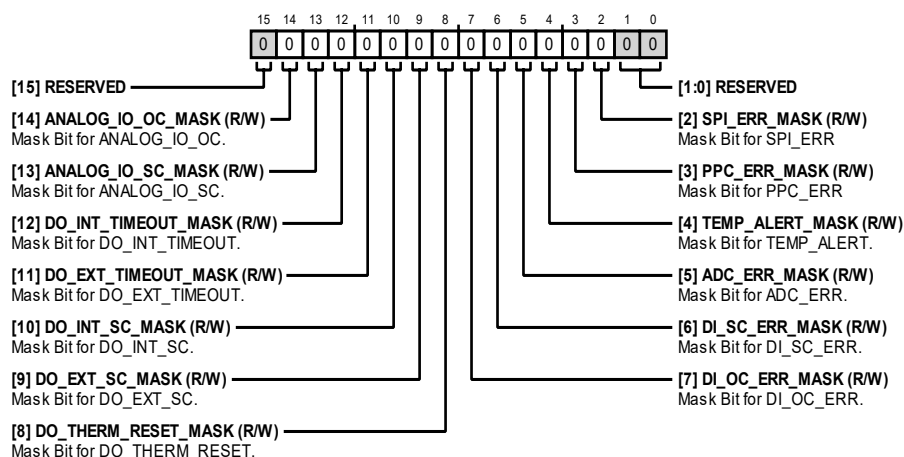 15 14 13 12 11 10 9 8 7 6 5 4 3 2 1 0
0 0 0 0 0 0 0 0 0 0 0 0 0 0 0 0
[15] RESERVED
[14] ANALOG_IO_OC_MASK (R/W)
Mask Bit for ANALOG_IO_OC.
[13] ANALOG_IO_SC_MASK (R/W)
Mask Bit for ANALOG_IO_SC.
[12] DO_INT_TIMEOUT_MASK (R/W)
Mask Bit for DO_INT_TIMEOUT.
[11] DO_EXT_TIMEOUT_MASK (R/W)
Mask Bit for DO_EXT_TIMEOUT.
[10] DO_INT_SC_MASK (R/W)
Mask Bit for DO_INT_SC.
[9] DO_EXT_SC_MASK (R/W)
Mask Bit for DO_EXT_SC.
[8] DO_THERM_RESET_MASK (R/W)
Mask Bit for DO_THERM_RESET.
[1:0] RESERVED
[2] SPI_ERR_MASK (R/W)
Mask Bit for SPI_ERR
[3] PPC_ERR_MASK (R/W)
Mask Bit for PPC_ERR
[4] TEMP_ALERT_MASK (R/W)
Mask Bit for TEMP_ALERT.
[5] ADC_ERR_MASK (R/W)
Mask Bit for ADC_ERR.
[6] DI_SC_ERR_MASK (R/W)
Mask Bit for DI_SC_ERR.
[7] DI_OC_ERR_MASK (R/W)
Mask Bit for DI_OC_ERR.